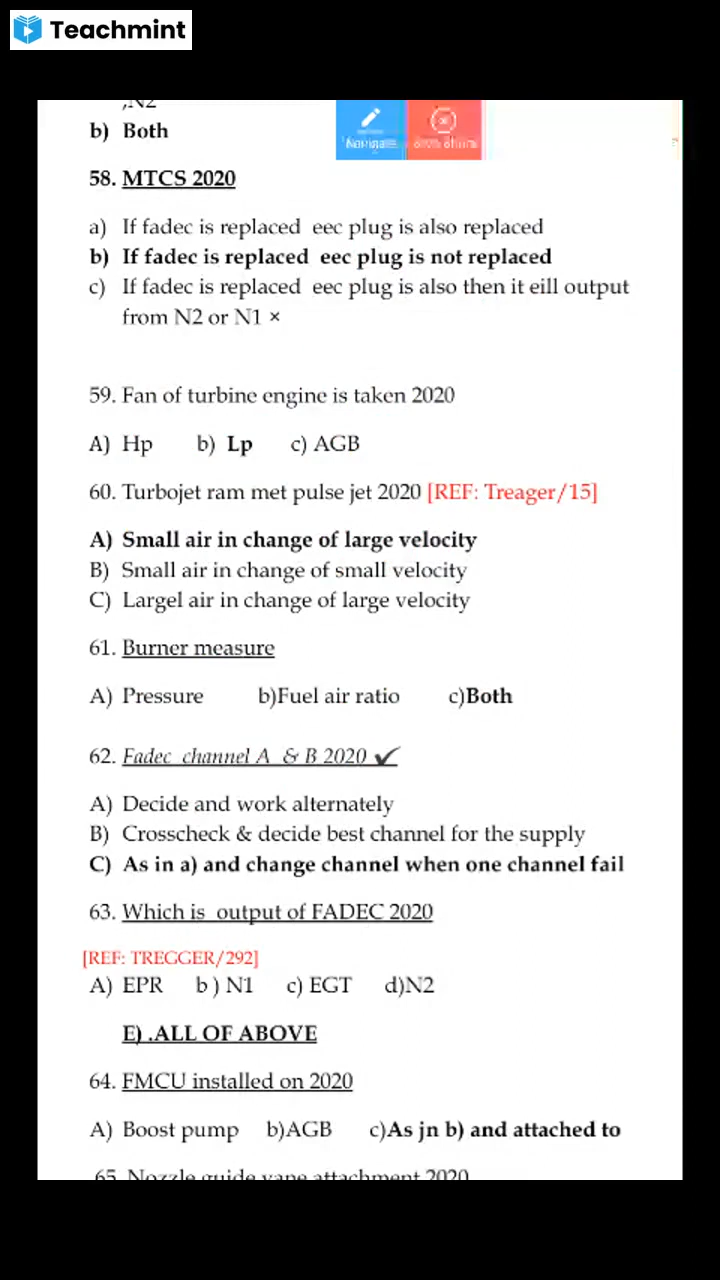 Teachmint
,N2
b) Both
58. MTCS 2020
a) If fadec is replaced eec plug is also replaced
b) If fadec is replaced eec plug is not replaced
c) If fadec is replaced eec plug is also then it eill output
from N2 or N1 ×
59. Fan of turbine engine is taken 2020
A) Hp b) Lp c) AGB
60. Turbojet ram met pulse jet 2020 [REF: Treager/15]
A) Small air in change of large velocity
B) Small air in change of small velocity
C) Largel air in change of large velocity
61. Burner measure
A) Pressure b)Fuel air ratio c)Both
62. Fadec channel A & B 2020 ✓
A) Decide and work alternately
B) Crosscheck & decide best channel for the supply
C) As in a) and change channel when one channel fail
63. Which is output of FADEC 2020
[REF: TREGGER/292]
A) EPR b ) N1 c) EGT d)N2
E) .ALL OF ABOVE
64. FMCU installed on 2020
A) Boost pump b)AGB c)As jn b) and attached to
65. Nozzle guide vane attachment 2020